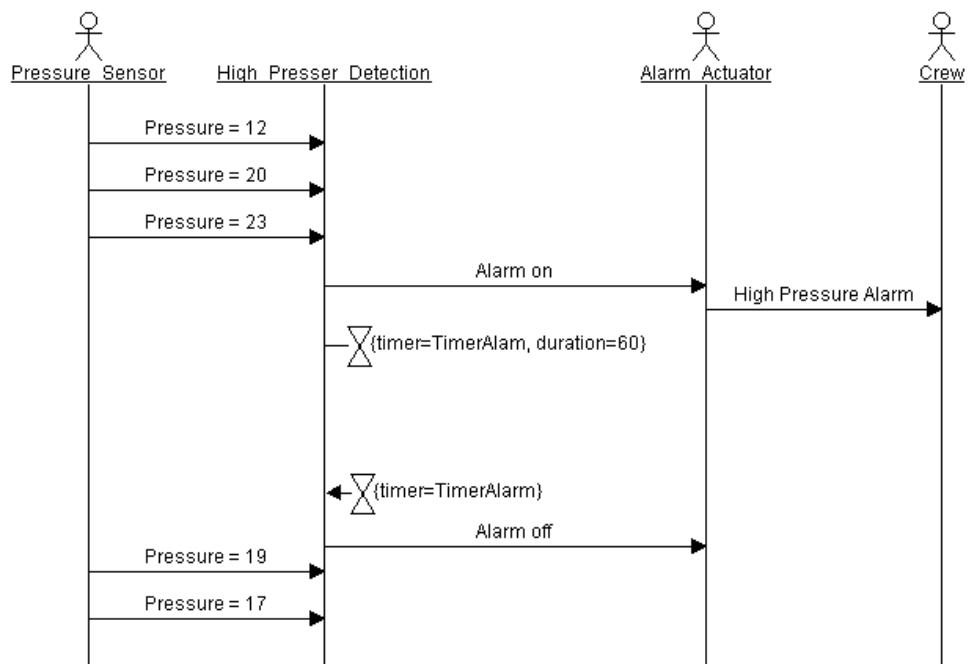 Pressure_Sensor High_Presser_Detection Alarm_Actuator Crew
Pressure = 12
Pressure = 20
Pressure = 23
Alarm on
High Pressure Alarm
{timer=TimerAlam, duration=60}
{timer=TimerAlarm}
Alarm off
Pressure = 19
Pressure = 17